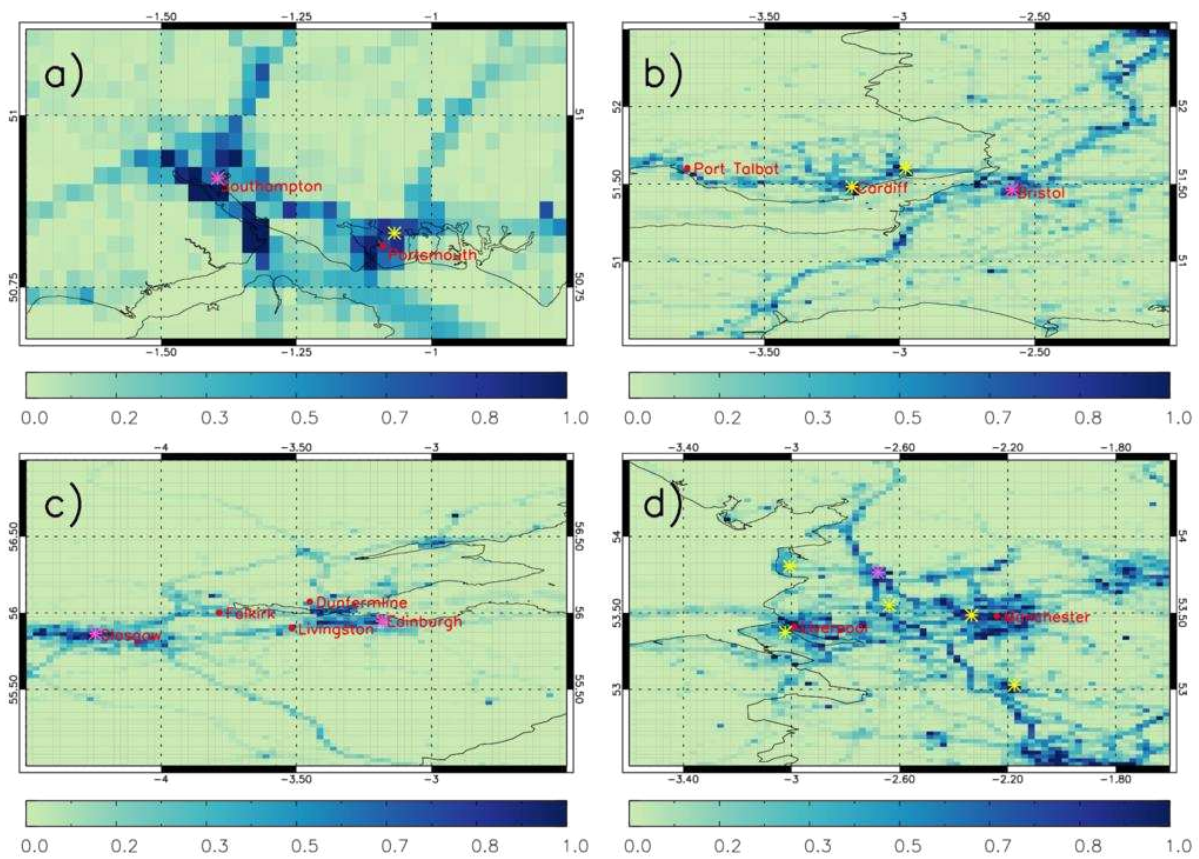 -1.50 -1.25 -1
a)
51 51
Southampton
Portsmouth
50.75 50.75
-1.50 -1.25 -1
0.0 0.2 0.3 0.5 0.7 0.8 1.0
-3.50 -3 -2.50
b)
52 52
Port Talbot
51.50 51.50
Cardiff
Bristol
51 51
-3.50 -3 -2.50
0.0 0.2 0.3 0.5 0.7 0.8 1.0
-4 -3.50 -3
c)
56.50 56.50
Dunfermline
56 56
Falkirk
Edinburgh
Livingston
Glasgow
55.50 55.50
-4 -3.50 -3
0.0 0.2 0.3 0.5 0.7 0.8 1.0
-3.40 -3 -2.60 -2.20 -1.80
d)
54 54
53.50 53.50
Manchester
Liverpool
53 53
-3.40 -3 -2.60 -2.20 -1.80
0.0 0.2 0.3 0.5 0.7 0.8 1.0